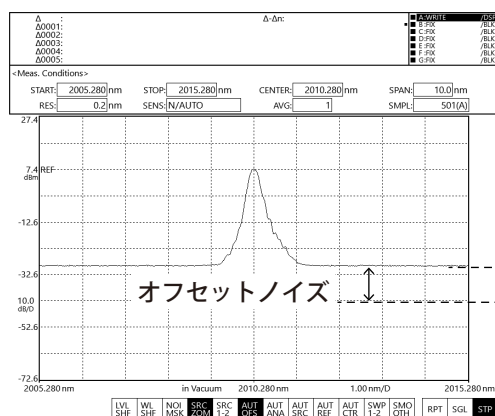 Δ :
Δ0001:
Δ0002:
Δ0003:
Δ0004:
Δ0005:
Δ-Δn:
A:WRITE /DSP
B:FIX /BLK
C:FIX /BLK
D:FIX /BLK
E:FIX /BLK
F:FIX /BLK
G:FIX /BLK
<Meas. Conditions>
START: 2005.280 nm STOP: 2015.280 nm CENTER: 2010.280 nm SPAN: 10.0 nm
RES: 0.2 nm SENS: N/AUTO AVG: 1 SMPL: 501(A)
27.4
7.4 REF
dBm
-12.6
-32.6
オフセットノイズ
10.0
dB/D
-52.6
-72.6
2005.280 nm in Vacuum 2010.280 nm 1.00 nm/D 2015.280 nm
LVL SHF
WL SHF
NOI MSK
SRC ZOM
SRC 1-2
AUT OFS
AUT ANA
AUT SRC
AUT REF
AUT CTR
SWP 1-2
SMO OTH
RPT
SGL
STP